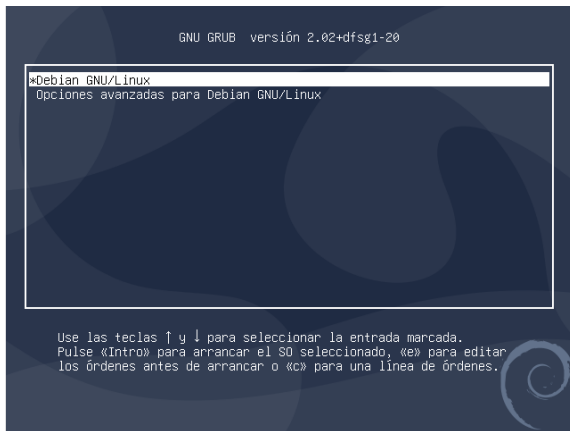 GNU GRUB versión 2.02+dfsg1-20
*Debian GNU/Linux
Opciones avanzadas para Debian GNU/Linux
Use las teclas ↑ y ↓ para seleccionar la entrada marcada.
Pulse «Intro» para arrancar el SO seleccionado, «e» para editar
los órdenes antes de arrancar o «c» para una línea de órdenes.